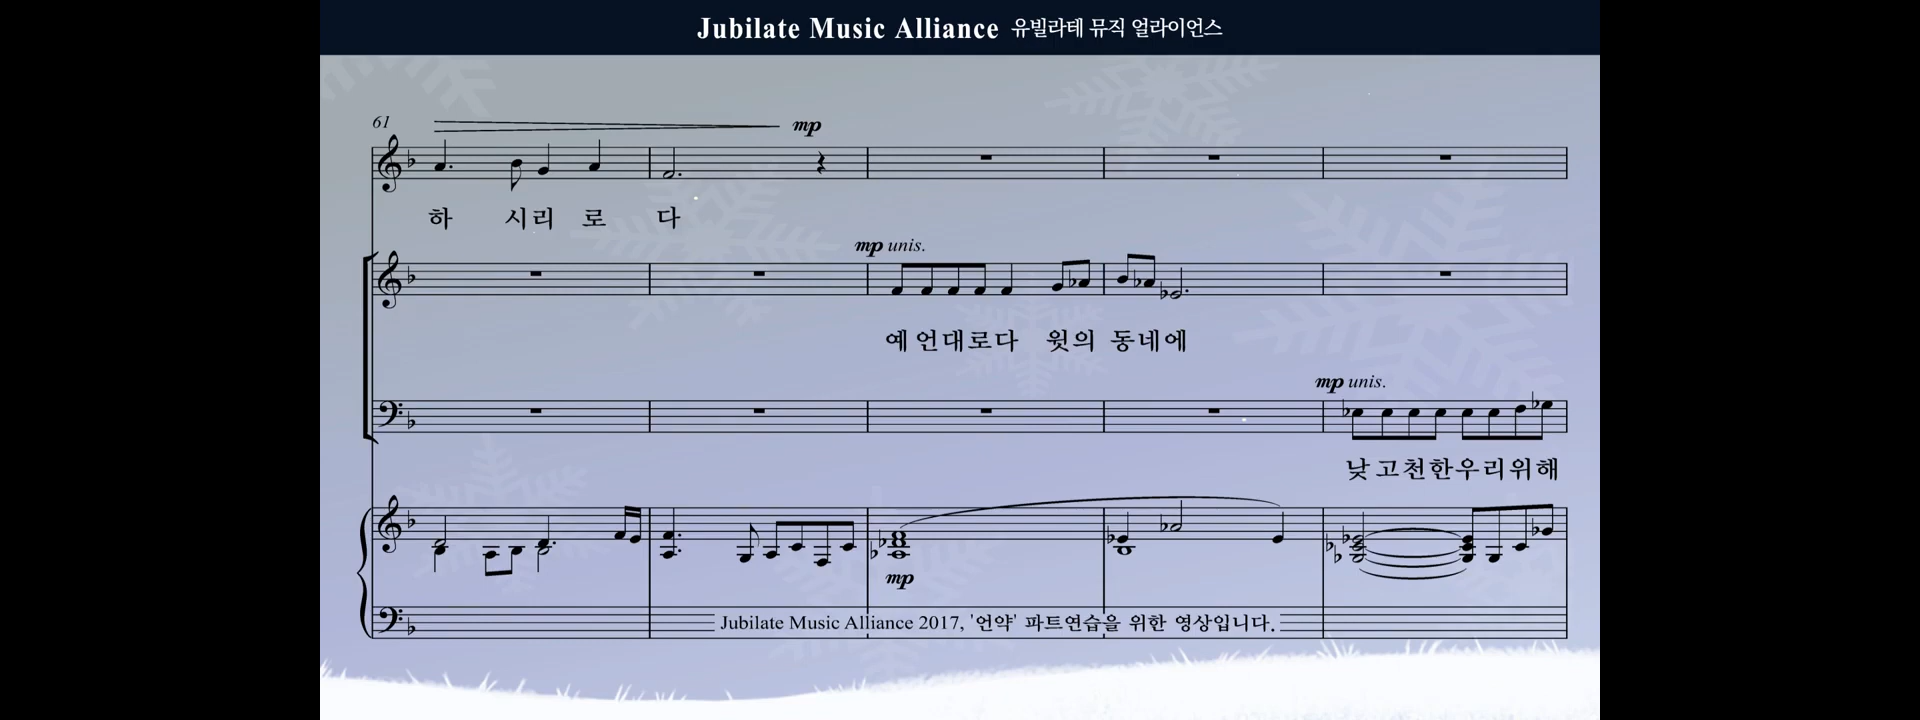 Jubilate Music Alliance 유빌라테 뮤직 얼라이언스
61
mp
하 시리 로 다
mp unis.
예 언대로다 윗의 동네에
mp unis.
낮고천한우리위해
mp
Jubilate Music Alliance 2017, '언약' 파트연습을 위한 영상입니다.